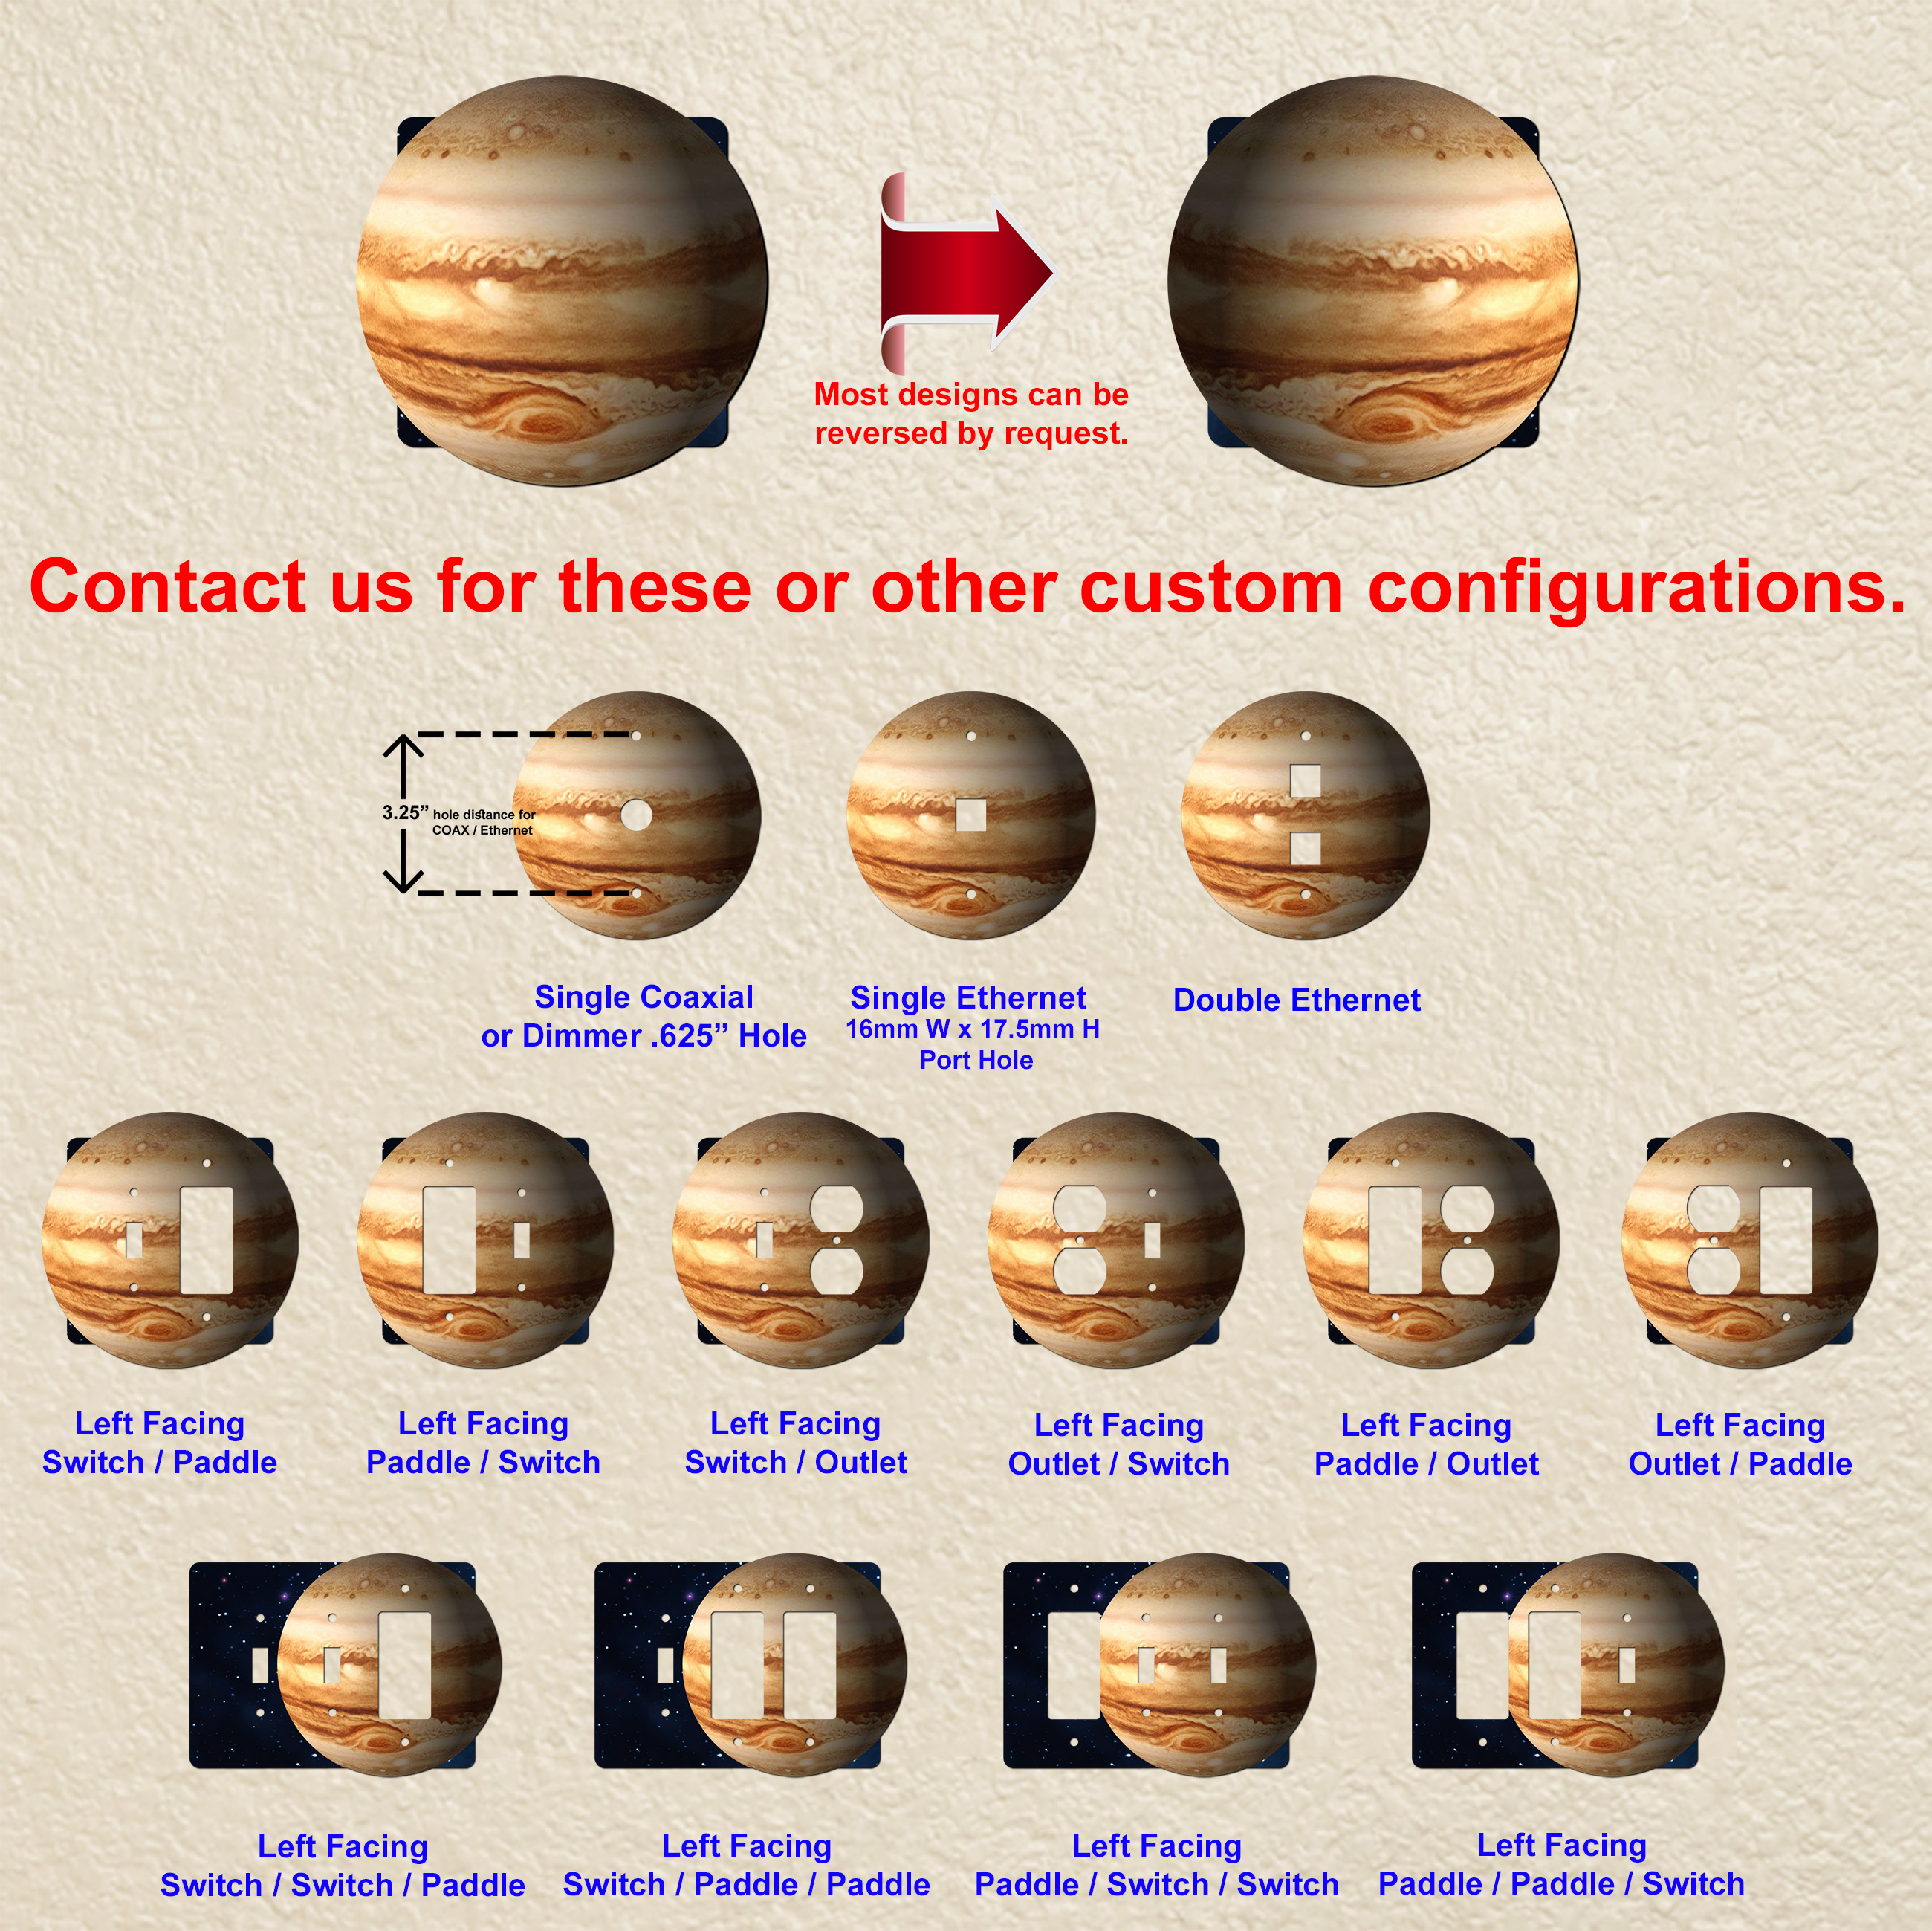 Most designs can be
reversed by request.
Contact us for these or other custom configurations.
3.25” hole distance for
COAX / Ethernet
Single Coaxial
or Dimmer .625” Hole
Single Ethernet
16mm W x 17.5mm H
Port Hole
Double Ethernet
Left Facing
Switch / Paddle
Left Facing
Paddle / Switch
Left Facing
Switch / Outlet
Left Facing
Outlet / Switch
Left Facing
Paddle / Outlet
Left Facing
Outlet / Paddle
Left Facing
Switch / Switch / Paddle
Left Facing
Switch / Paddle / Paddle
Left Facing
Paddle / Switch / Switch
Left Facing
Paddle / Paddle / Switch